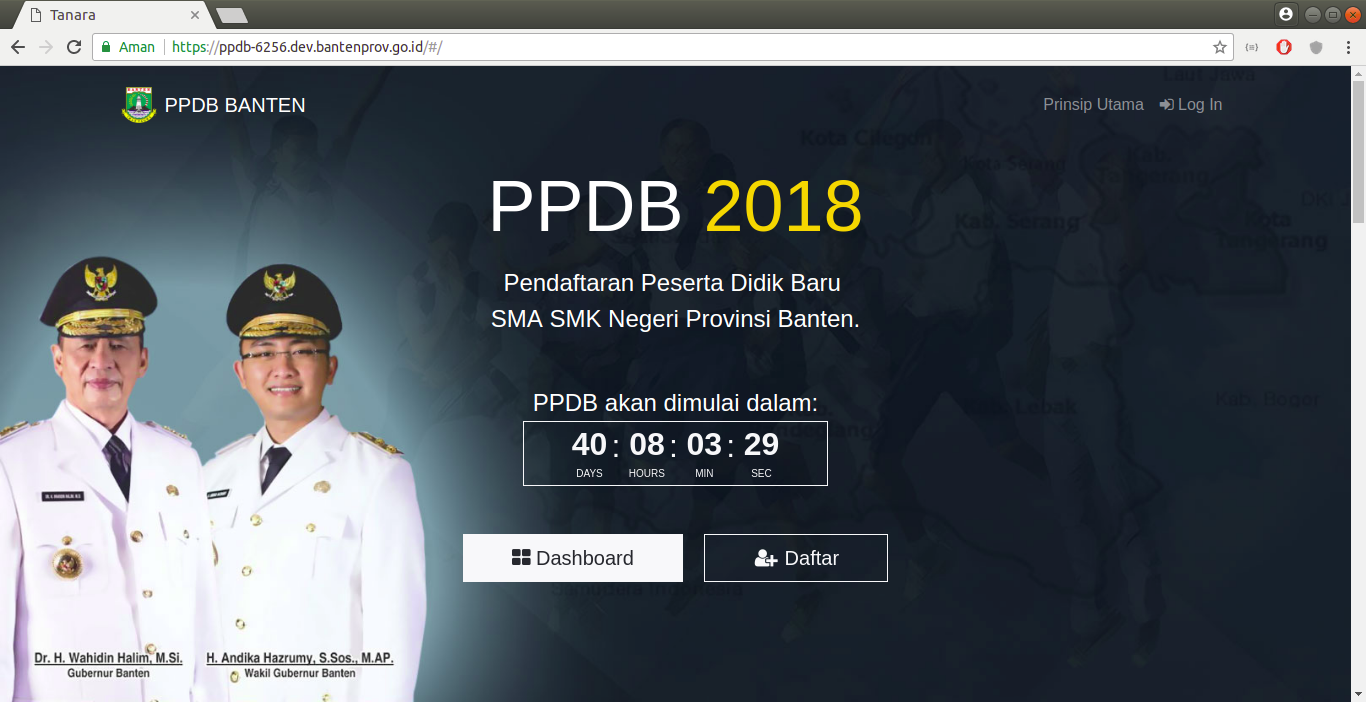 Tanara
Aman
https://ppdb-6256.dev.bantenprov.go.id/#/
PPDB BANTEN
Prinsip Utama
Log In
Laut Jawa
Kota Cilegon
Kota Serang
Kab. Tangerang
Kab. Serang
Kota Tangerang
PPDB 2018
Pendaftaran Peserta Didik Baru
SMA SMK Negeri Provinsi Banten.
PPDB akan dimulai dalam:
40 : 08 : 03 : 29
DAYS HOURS MIN SEC
Lebak
Kab. Bogor
Dashboard
Daftar
Dr. H. Wahidin Halim, M.Si.
Gubernur Banten
H. Andika Hazrumy, S.Sos., M.AP.
Wakil Gubernur Banten